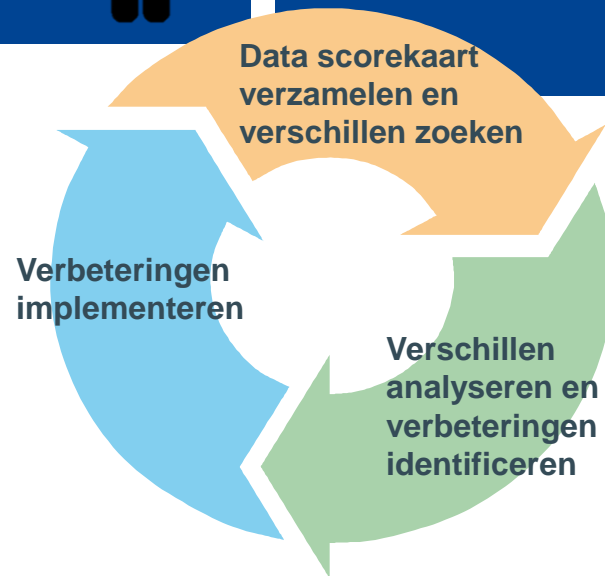 Data scorekaart
verzamelen en
verschillen zoeken
Verbeteringen
implementeren
Verschillen
analyseren en
verbeteringen
identificeren